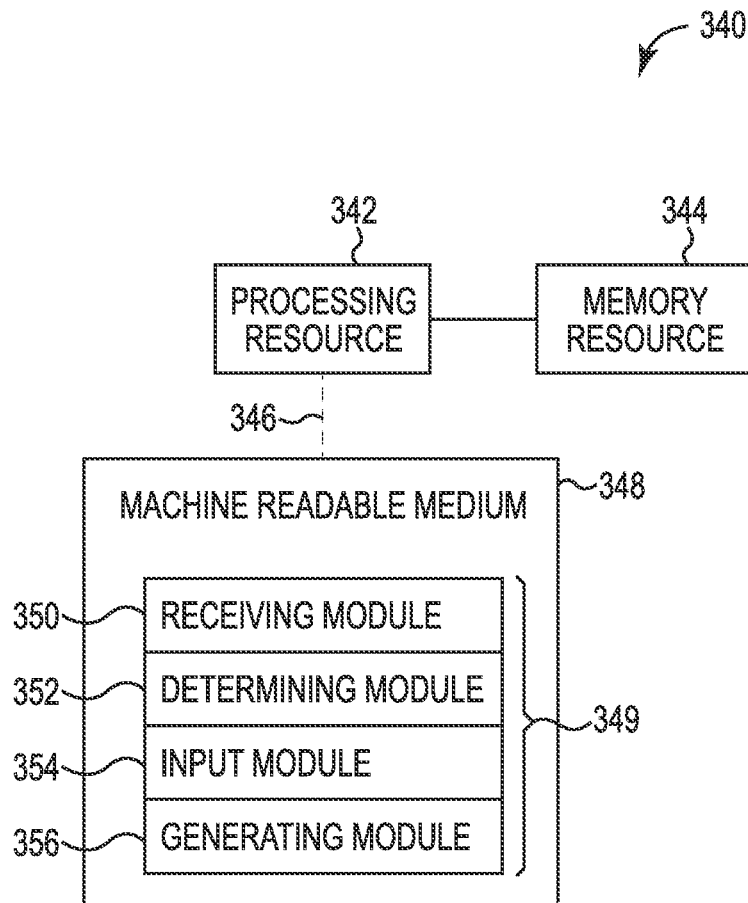 340
342
344
PROCESSING
RESOURCE
MEMORY
RESOURCE
346
348
MACHINE READABLE MEDIUM
350
RECEIVING MODULE
352
DETERMINING MODULE
349
354
INPUT MODULE
356
GENERATING MODULE